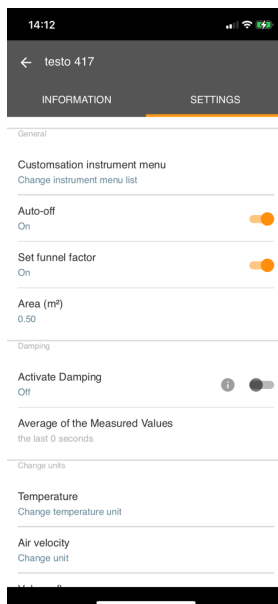 14:12
testo 417
INFORMATION
SETTINGS
General
Customsation instrument menu
Change instrument menu list
Auto-off
On
Set funnel factor
On
Area (m²)
0.50
Damping
Activate Damping
Off
Average of the Measured Values
the last 0 seconds
Change units
Temperature
Change temperature unit
Air velocity
Change unit